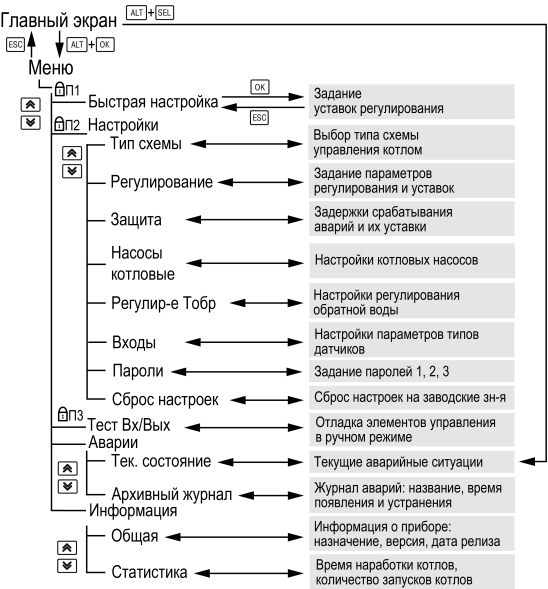 Главный экран ALT + SEL
ESC ALT + OK
Меню
П1
Быстрая настройка OK ESC Задание
уставок регулирования
П2 Настройки
Тип схемы Выбор типа схемы
управления котлом
Регулирование Задание параметров
регулирования и уставок
Защита Задержки срабатывания
аварий и их уставки
Насосы
котловые
Настройки котловых насосов
Регулир-е Тобр Настройки регулирования
обратной воды
Входы Настройки параметров типов
датчиков
Пароли Задание паролей 1, 2, 3
Сброс настроек Сброс настроек на заводские зн-я
П3
Тест Вх/Вых Отладка элементов управления
в ручном режиме
Аварии
Тек. состояние Текущие аварийные ситуации
Архивный журнал Журнал аварий: название, время
появления и устранения
Информация
Общая Информация о приборе:
назначение, версия, дата релиза
Статистика Время наработки котлов,
количество запусков котлов